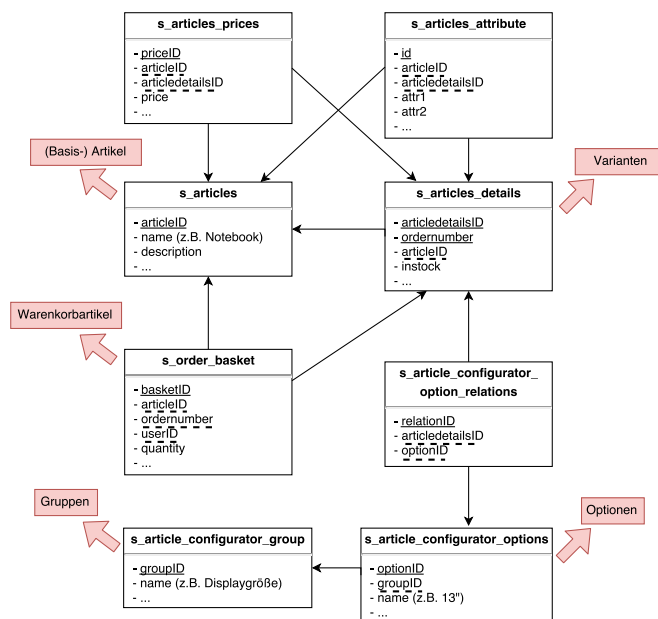 s_articles_prices
- priceID
- articleID
- articledetailsID
- price
- ...
s_articles_attribute
- id
- articleID
- articledetailsID
- attr1
- attr2
- ...
(Basis-) Artikel
Varianten
s_articles
- articleID
- name (z.B. Notebook)
- description
- ...
s_articles_details
- articledetailsID
- ordernumber
- articleID
- instock
- ...
Warenkorbartikel
s_order_basket
- basketID
- articleID
- ordernumber
- userID
- quantity
- ...
s_article_configurator_
option_relations
- relationID
- articledetailsID
- optionID
Gruppen
Optionen
s_article_configurator_group
- groupID
- name (z.B. Displaygröße)
- ...
s_article_configurator_options
- optionID
- groupID
- name (z.B. 13")
- ...